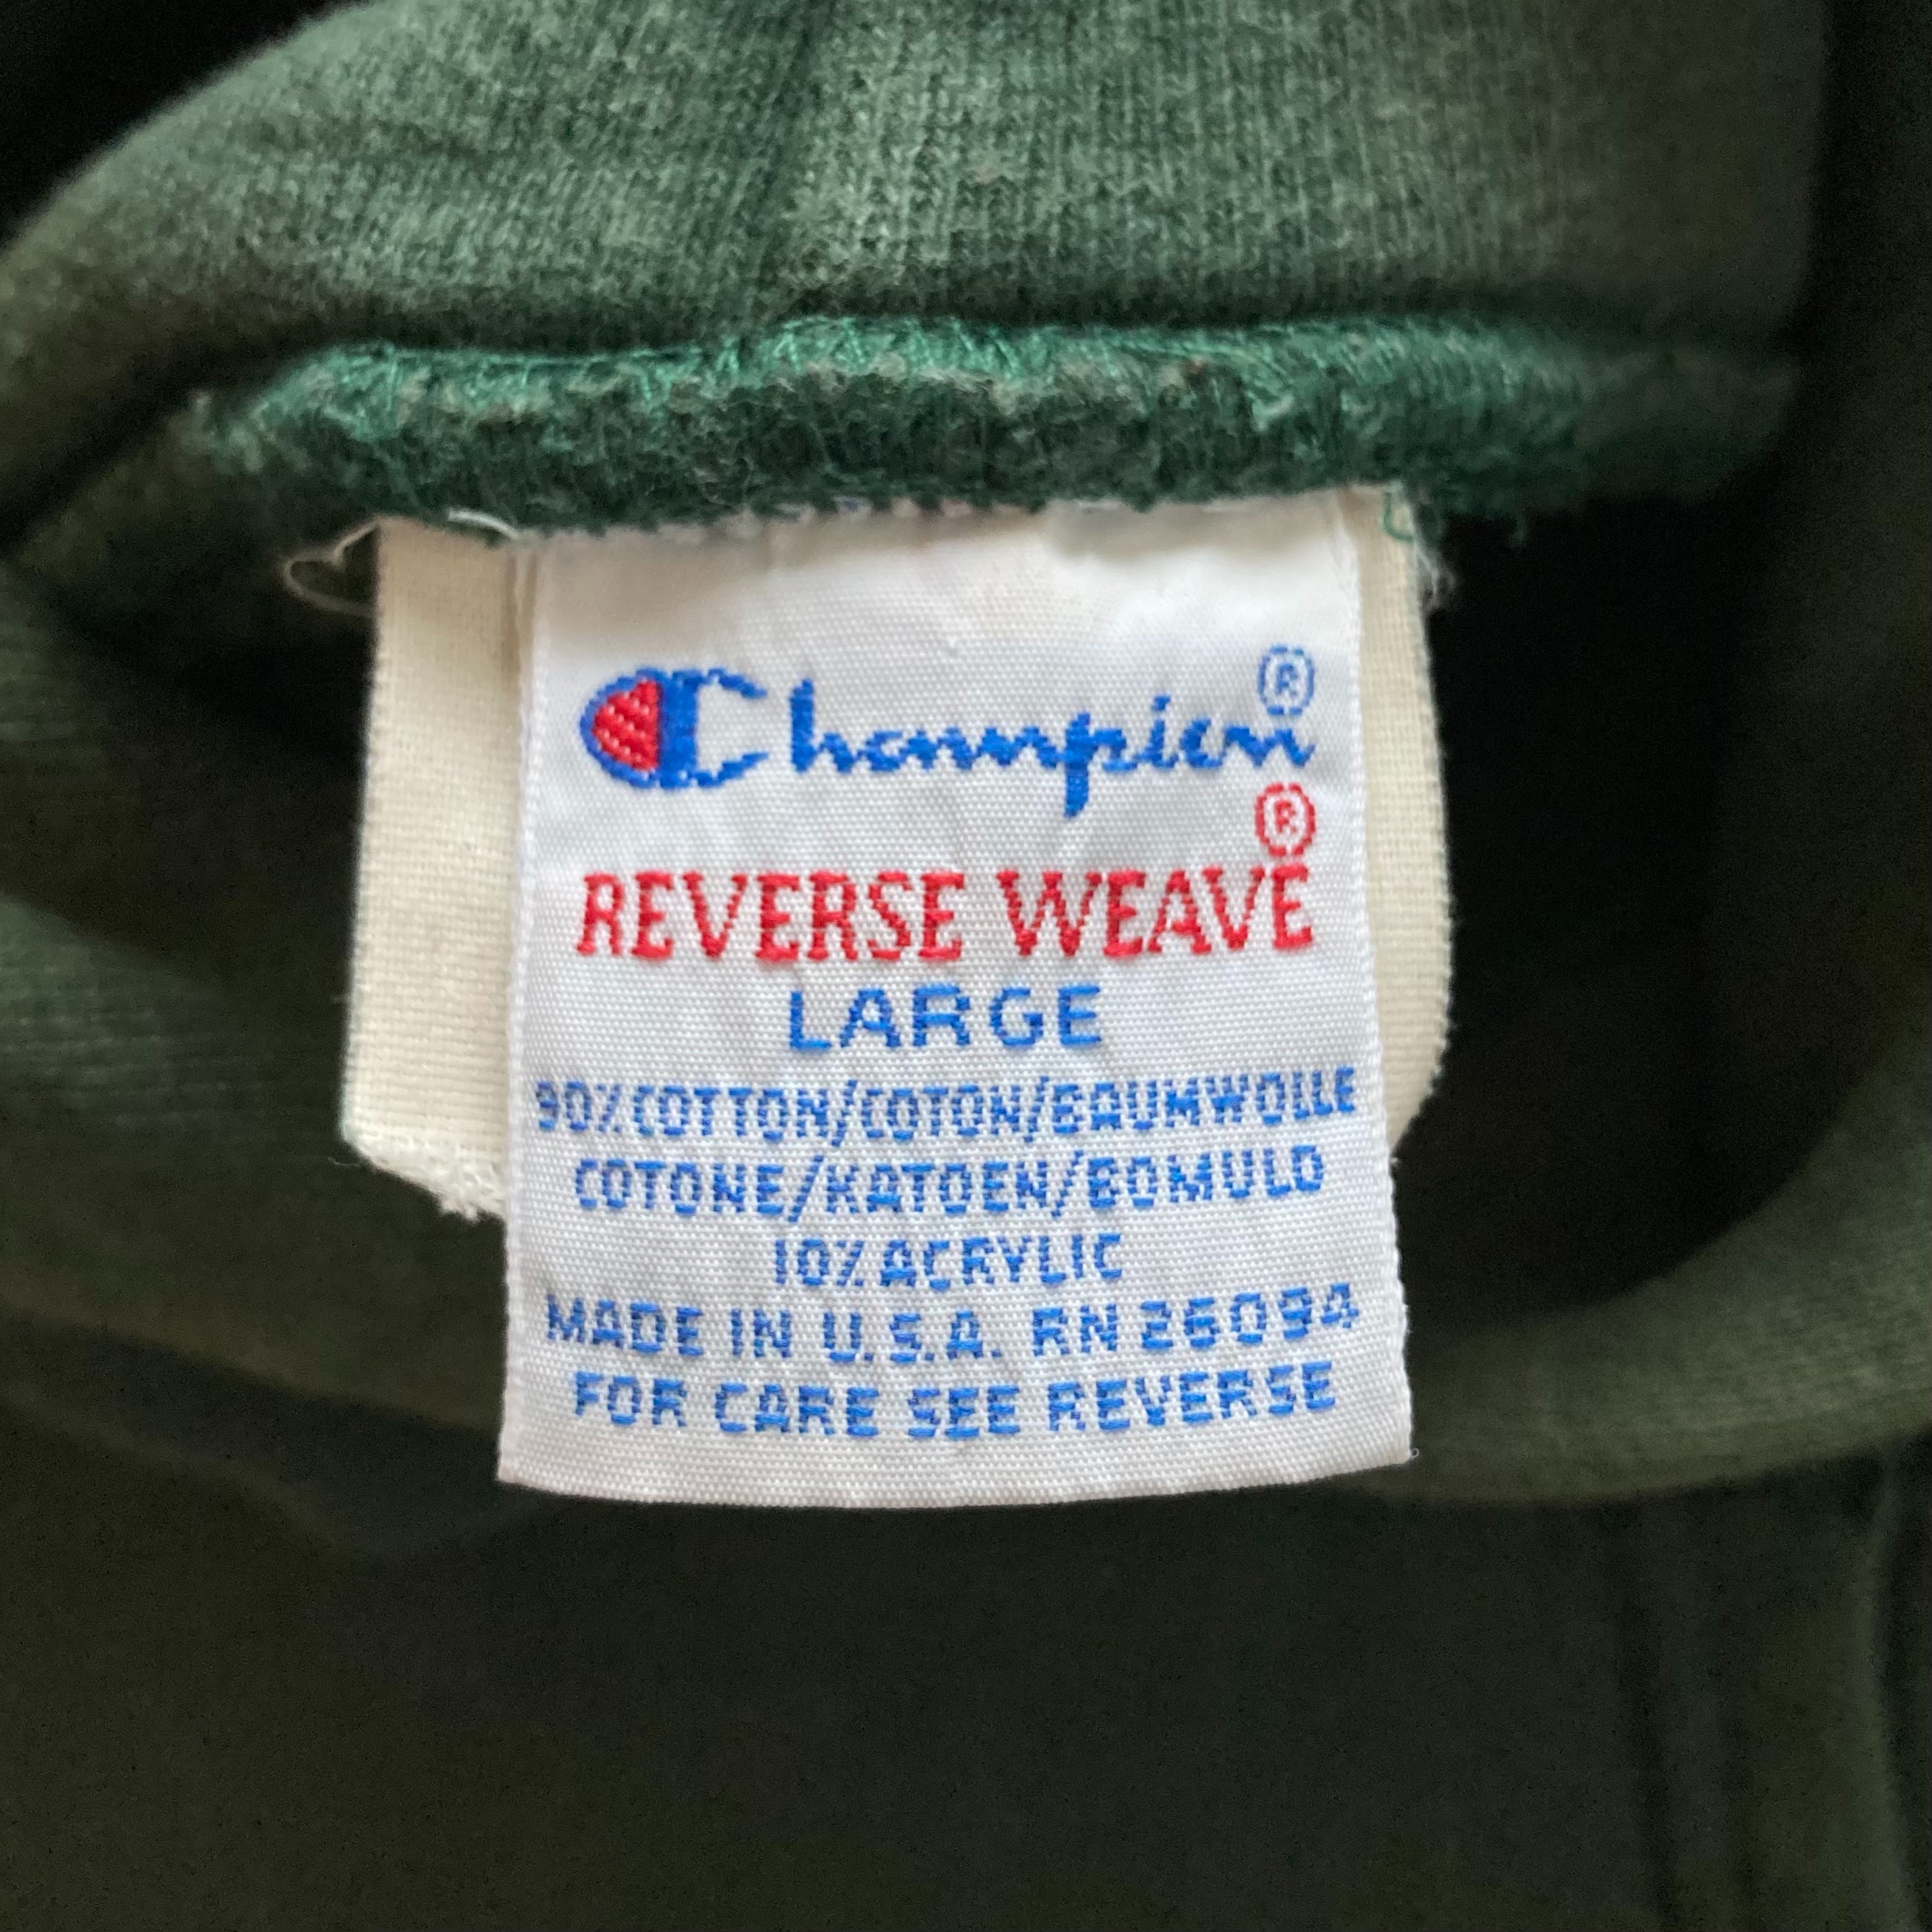 Champion®
REVERSE WEAVE®
LARGE
90% COTTON/COTON/BAUMWOLLE
COTONE/KATOEN/BOMULD
10% ACRYLIC
MADE IN U.S.A. RN 26094
FOR CARE SEE REVERSE